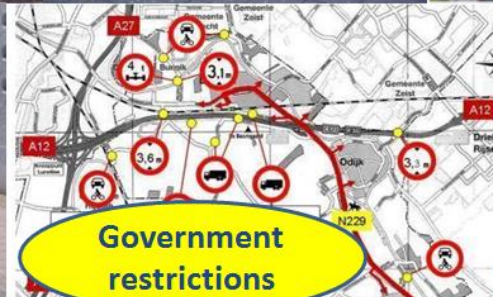 Gemeente
Zeist
A27
Gemeente
Bunnik
4
3,1m
Gemeente
Zeist
A12
A12
3,6m
Odijk
3,3m
N229
Government
restrictions